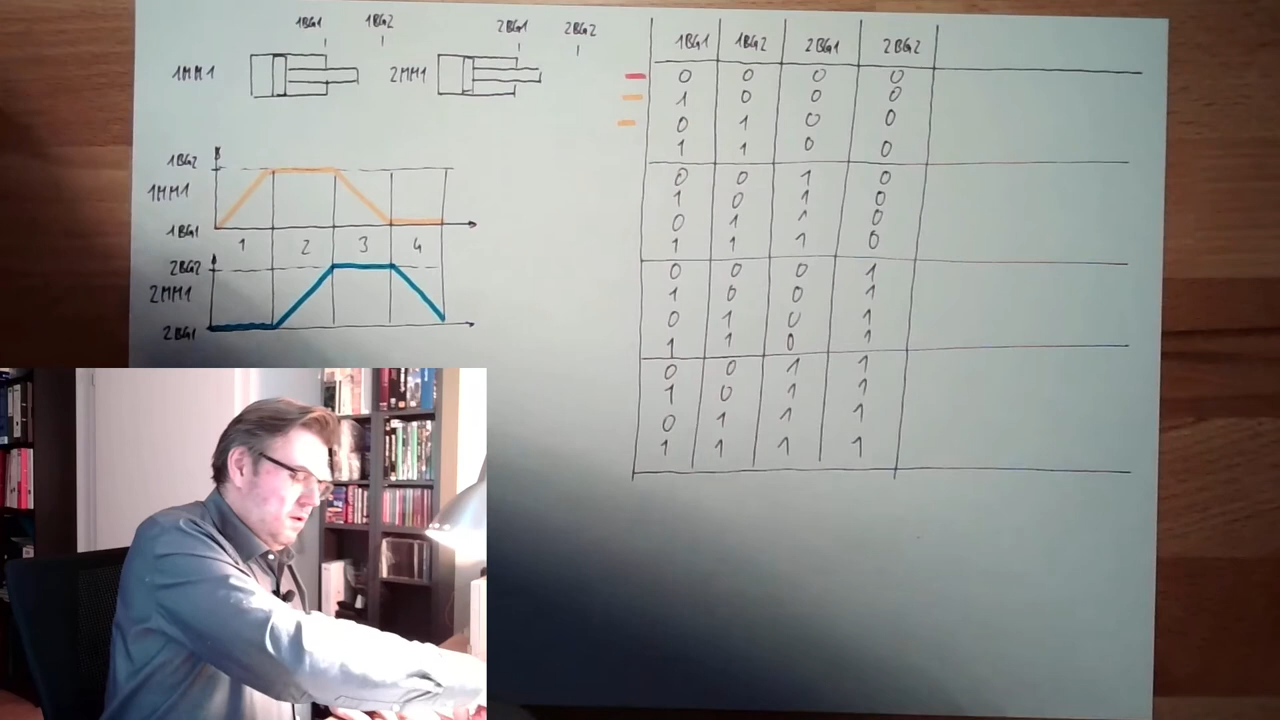 1BG1 1BG2 2BG1 2BG2
1MM1 2MM1
1BG2
1MM1
1BG1
1 2 3 4
2BG2
2MM1
2BG1
1BG1 1BG2 2BG1 2BG2
0 0 0 0
1 0 0 0
0 1 0 0
1 1 0 0
0 0 1 0
1 0 1 0
0 1 1 0
1 1 1 0
0 0 0 1
1 0 0 1
0 1 0 1
1 1 0 1
0 0 1 1
1 0 1 1
0 1 1 1
1 1 1 1